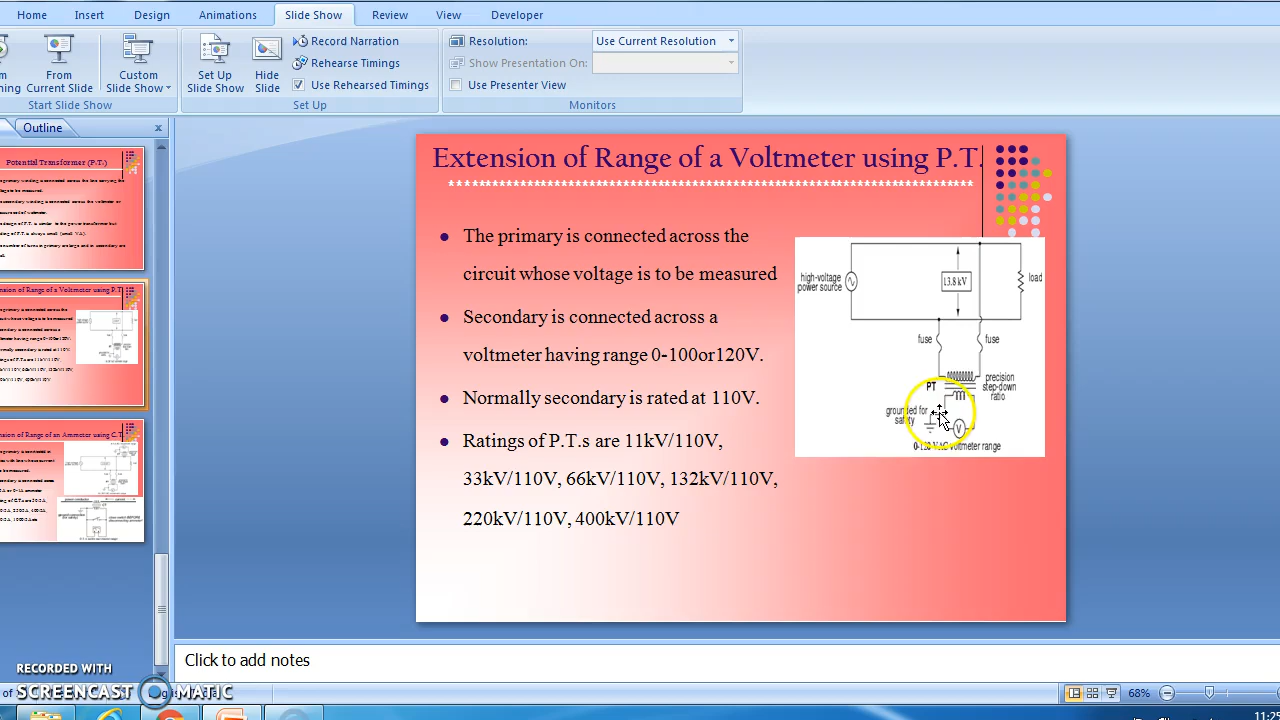 Home Insert Design Animations Slide Show Review View Developer
From Current Slide
Custom Slide Show
Set Up Slide Show
Hide Slide
Record Narration
Rehearse Timings
Use Rehearsed Timings
Resolution: Use Current Resolution
Show Presentation On:
Use Presenter View
Start Slide Show
Set Up
Monitors
Outline
Potential Transformer (P.T.)
Extension of Range of a Voltmeter using P.T.
****************************************************************
The primary is connected across the
circuit whose voltage is to be measured
Secondary is connected across a
voltmeter having range 0-100or120V.
Normally secondary is rated at 110V.
Ratings of P.T.s are 11kV/110V,
33kV/110V, 66kV/110V, 132kV/110V,
220kV/110V, 400kV/110V
high-voltage
power source
13.8 kV
load
fuse
fuse
PT
precision
step-down
ratio
grounded for
safety
V
voltmeter range
Click to add notes
RECORDED WITH
SCREENCAST MATIC
68%